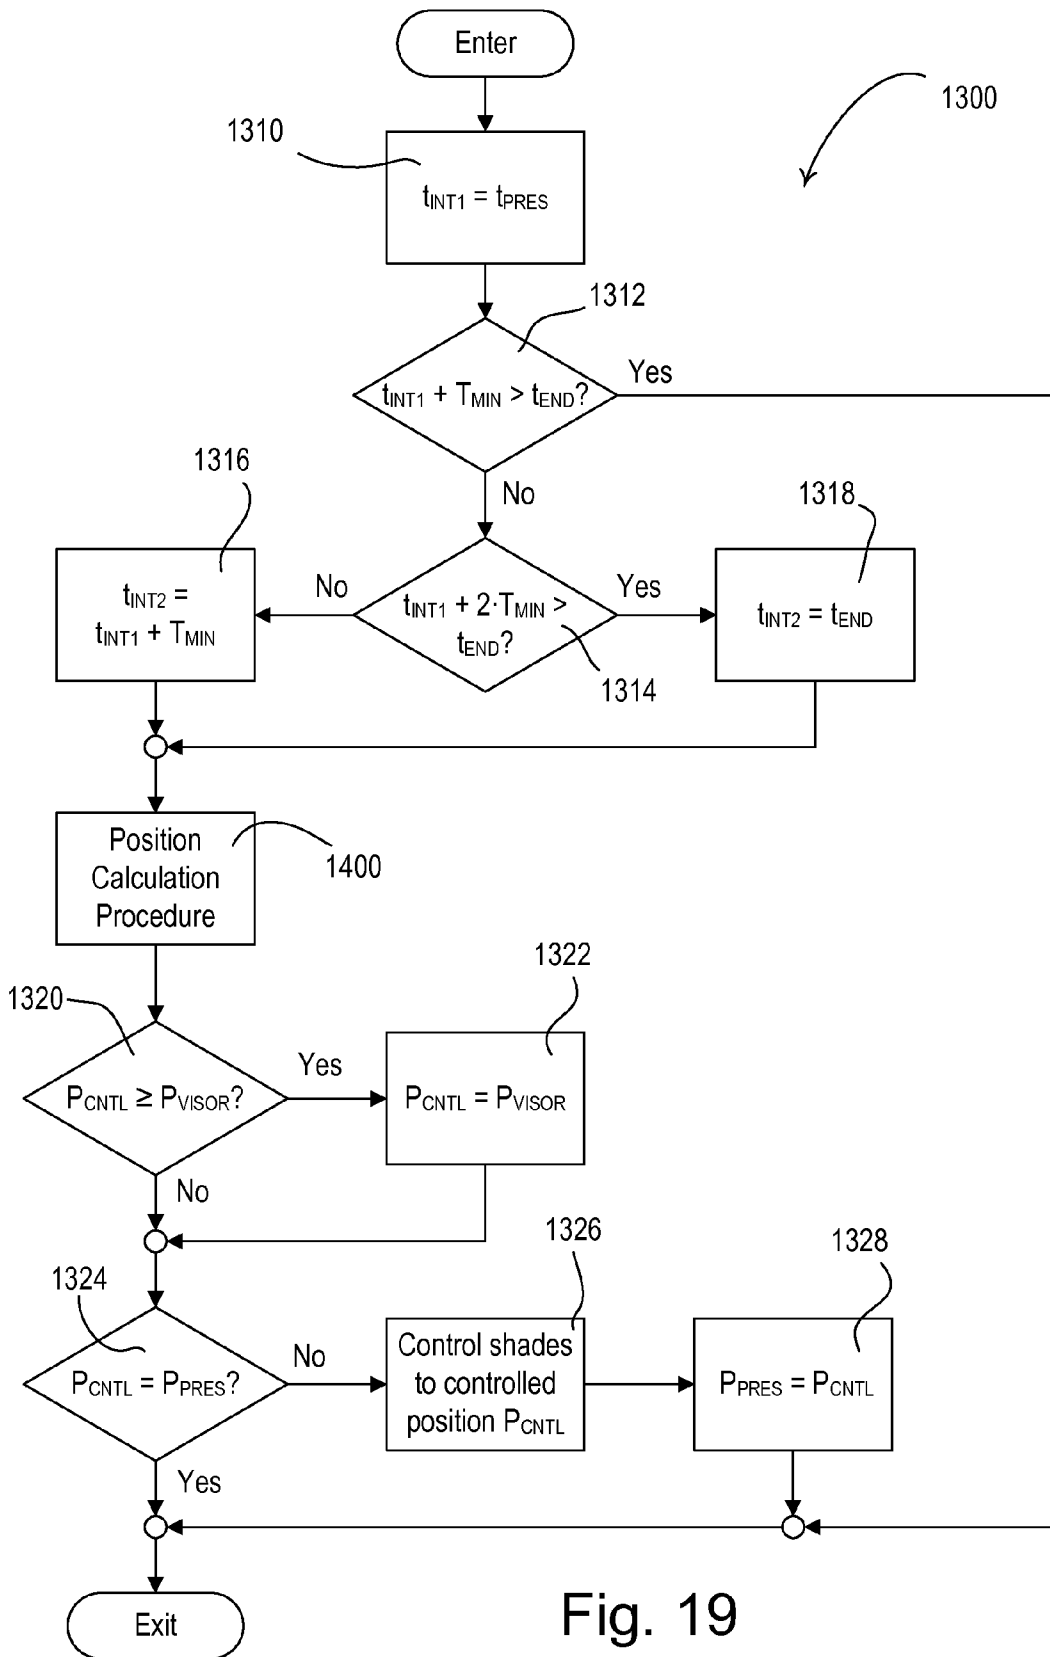 Enter
1300
1310
tINT1 = tPRES
1312
tINT1 + TMIN > tEND?
Yes
No
1316
1318
tINT2 =
tINT1 + TMIN
No
tINT1 + 2·TMIN >
tEND?
Yes
1314
tINT2 = tEND
Position
Calculation
Procedure
1400
1320
1322
PCNTL ≥ PVISOR?
Yes
PCNTL = PVISOR
No
1324
1326
1328
PCNTL = PPRES?
No
Control shades
to controlled
position PCNTL
PPRES = PCNTL
Yes
Exit
Fig. 19